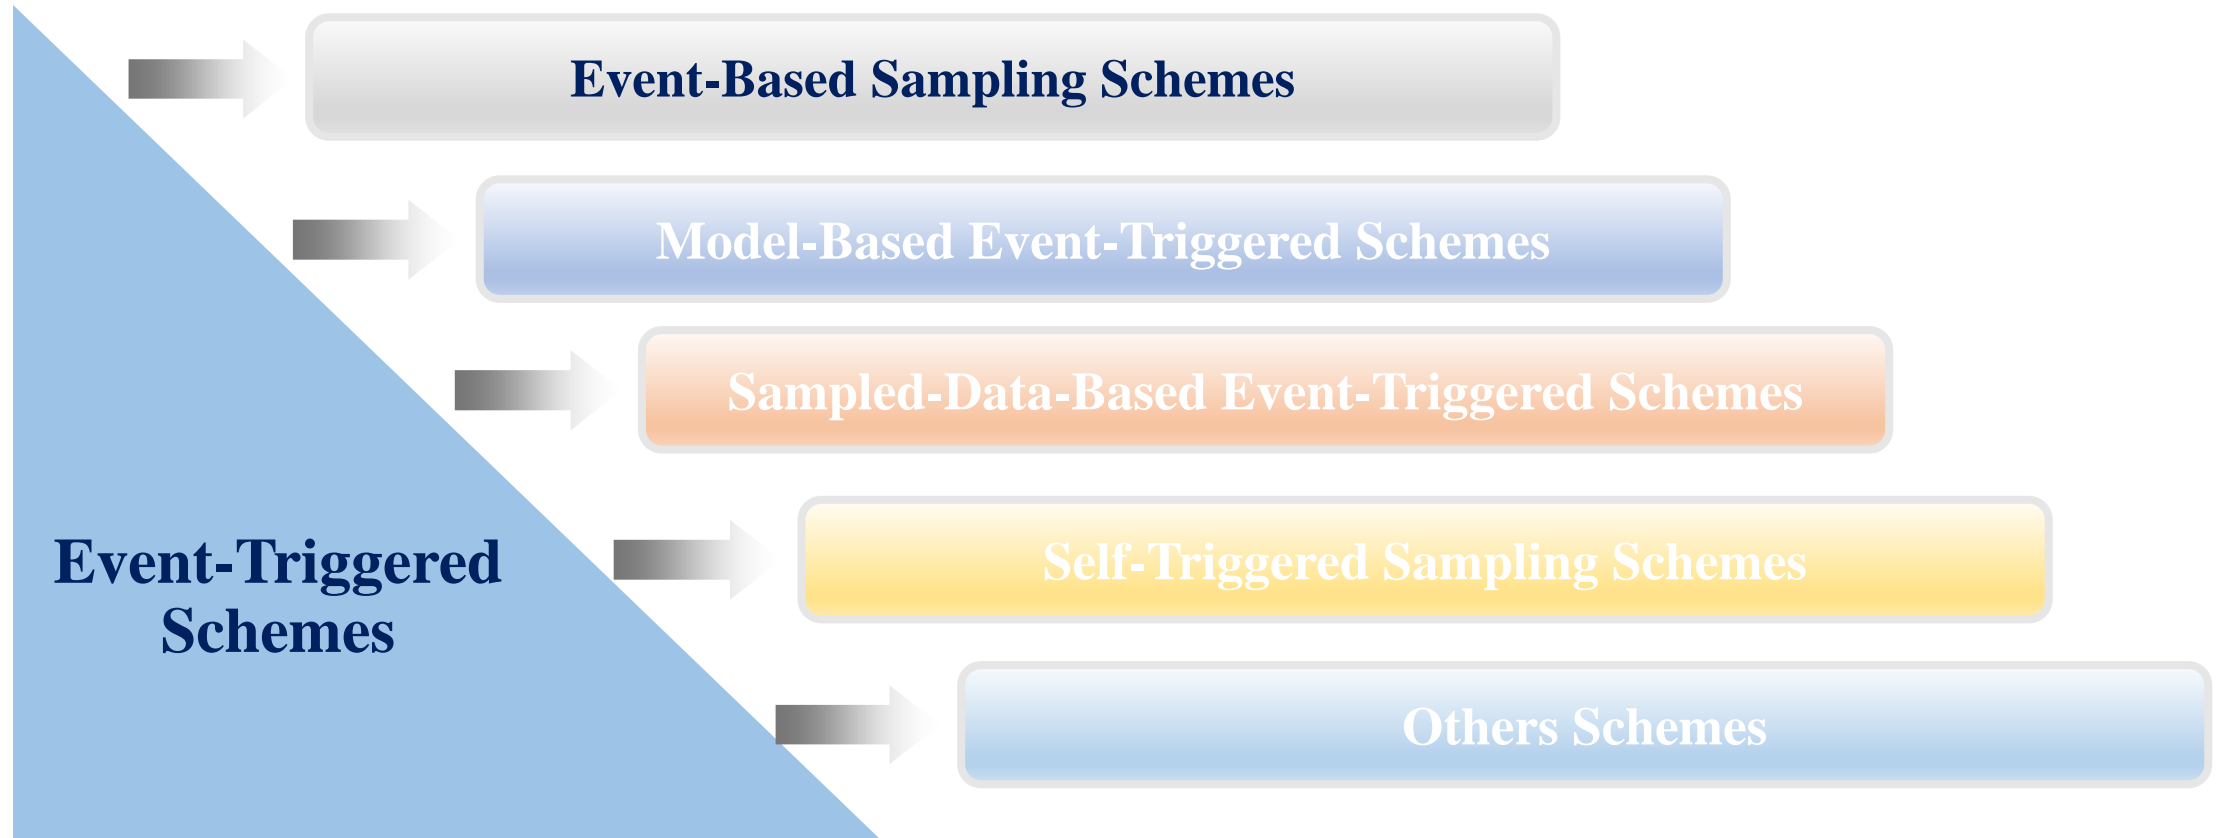 Event-Based Sampling Schemes
Model-Based Event-Triggered Schemes
Sampled-Data-Based Event-Triggered Schemes
Self-Triggered Sampling Schemes
Others Schemes
Event-Triggered
Schemes